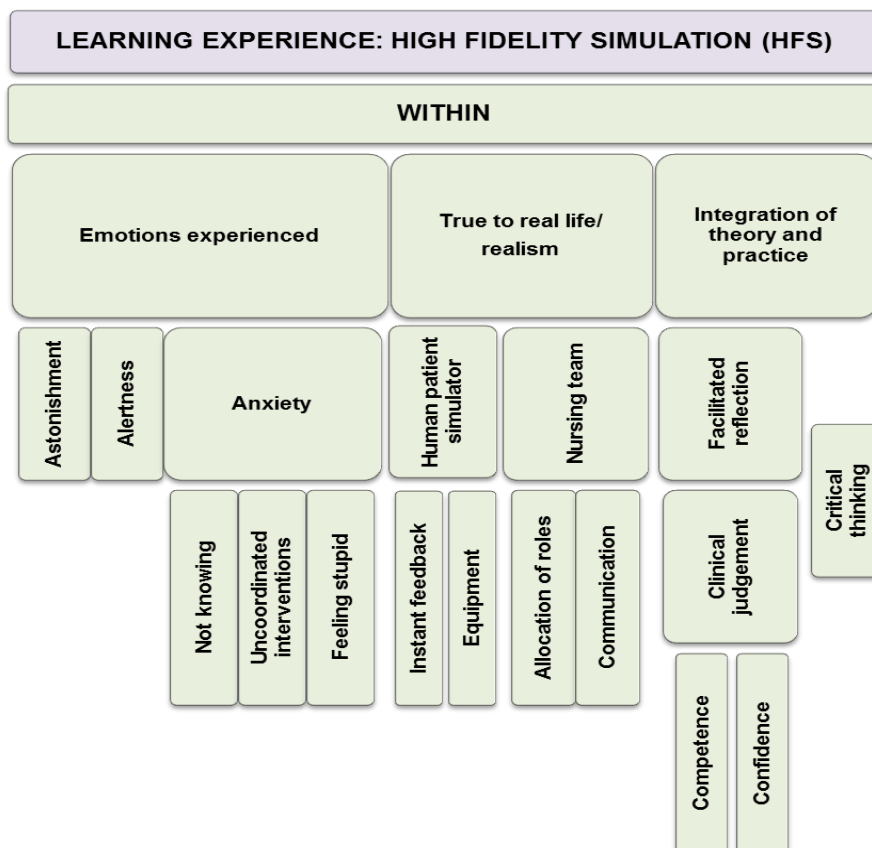 LEARNING EXPERIENCE: HIGH FIDELITY SIMULATION (HFS)
WITHIN
Emotions experienced
True to real life/
realism
Integration of
theory and
practice
Astonishment
Alertness
Anxiety
Human patient
simulator
Nursing team
Facilitated
reflection
Critical
thinking
Not knowing
Uncoordinated
interventions
Feeling stupid
Instant feedback
Equipment
Allocation of roles
Communication
Clinical
judgement
Competence
Confidence